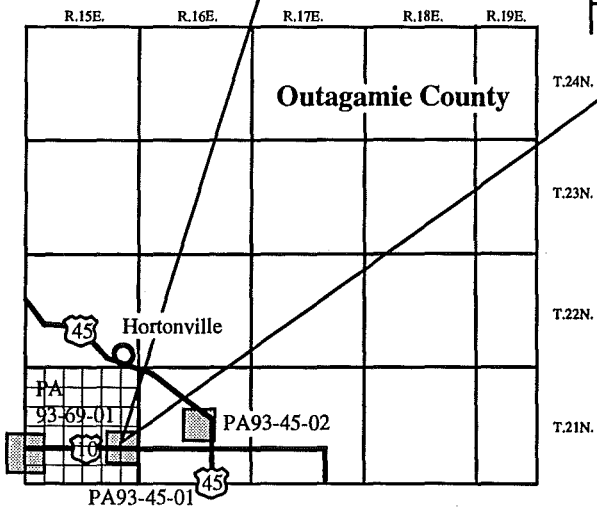 R.15E. R.16E. R.17E. R.18E. R.19E.
T.24N.
Outagamie County
T.23N.
T.22N.
45 Hortonville
PA
93-69-01
PA93-45-02
T.21N.
10
PA93-45-01
45